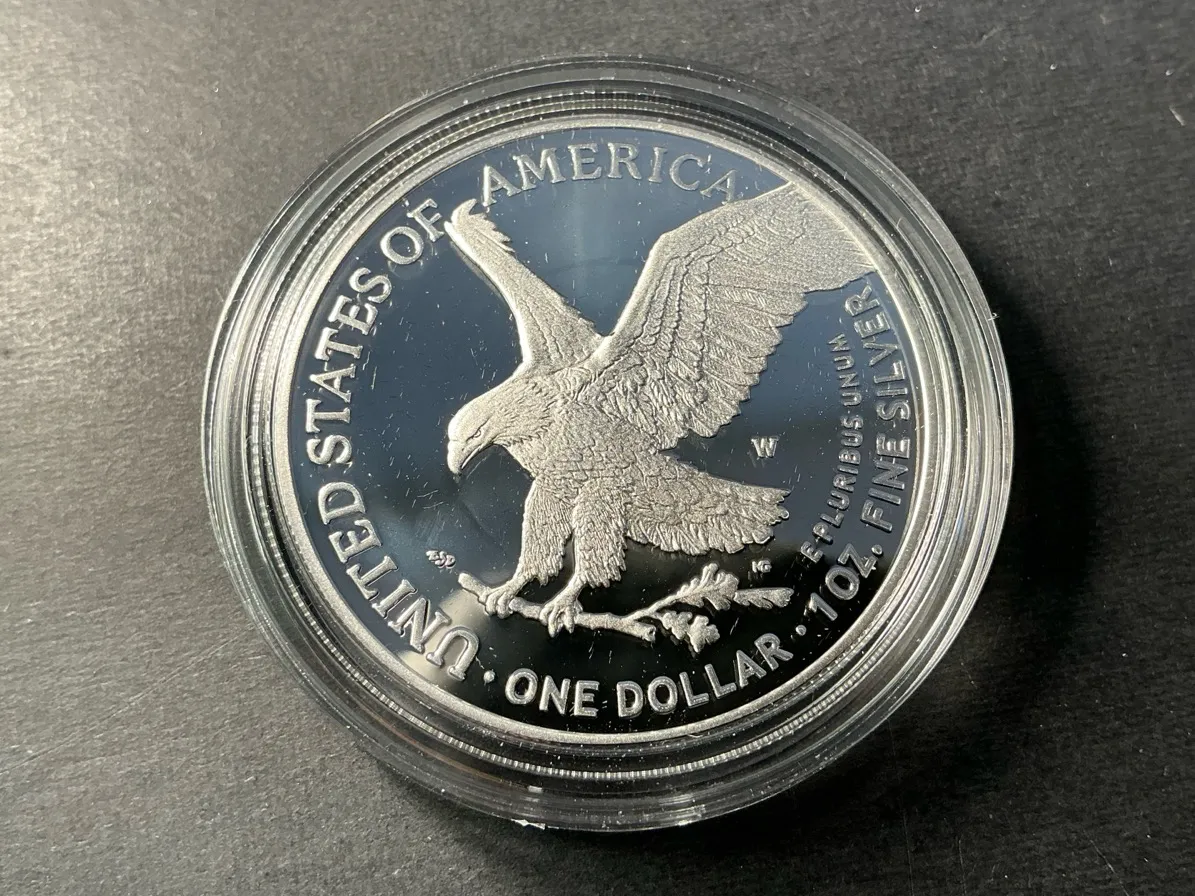 UNITED STATES OF AMERICA
E·PLURIBUS·UNUM
· ONE DOLLAR · 1 OZ. FINE SILVER
W